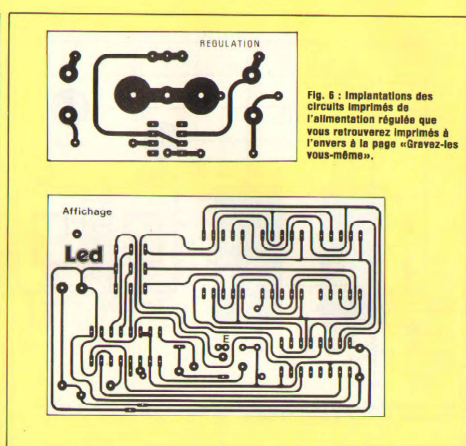 REGULATION
Fig. 6 : Implantations des
circuits imprimés de
l'alimentation régulée que
vous retrouverez imprimés à
l'envers à la page «Gravez-les
vous-même».
Affichage
Led
E